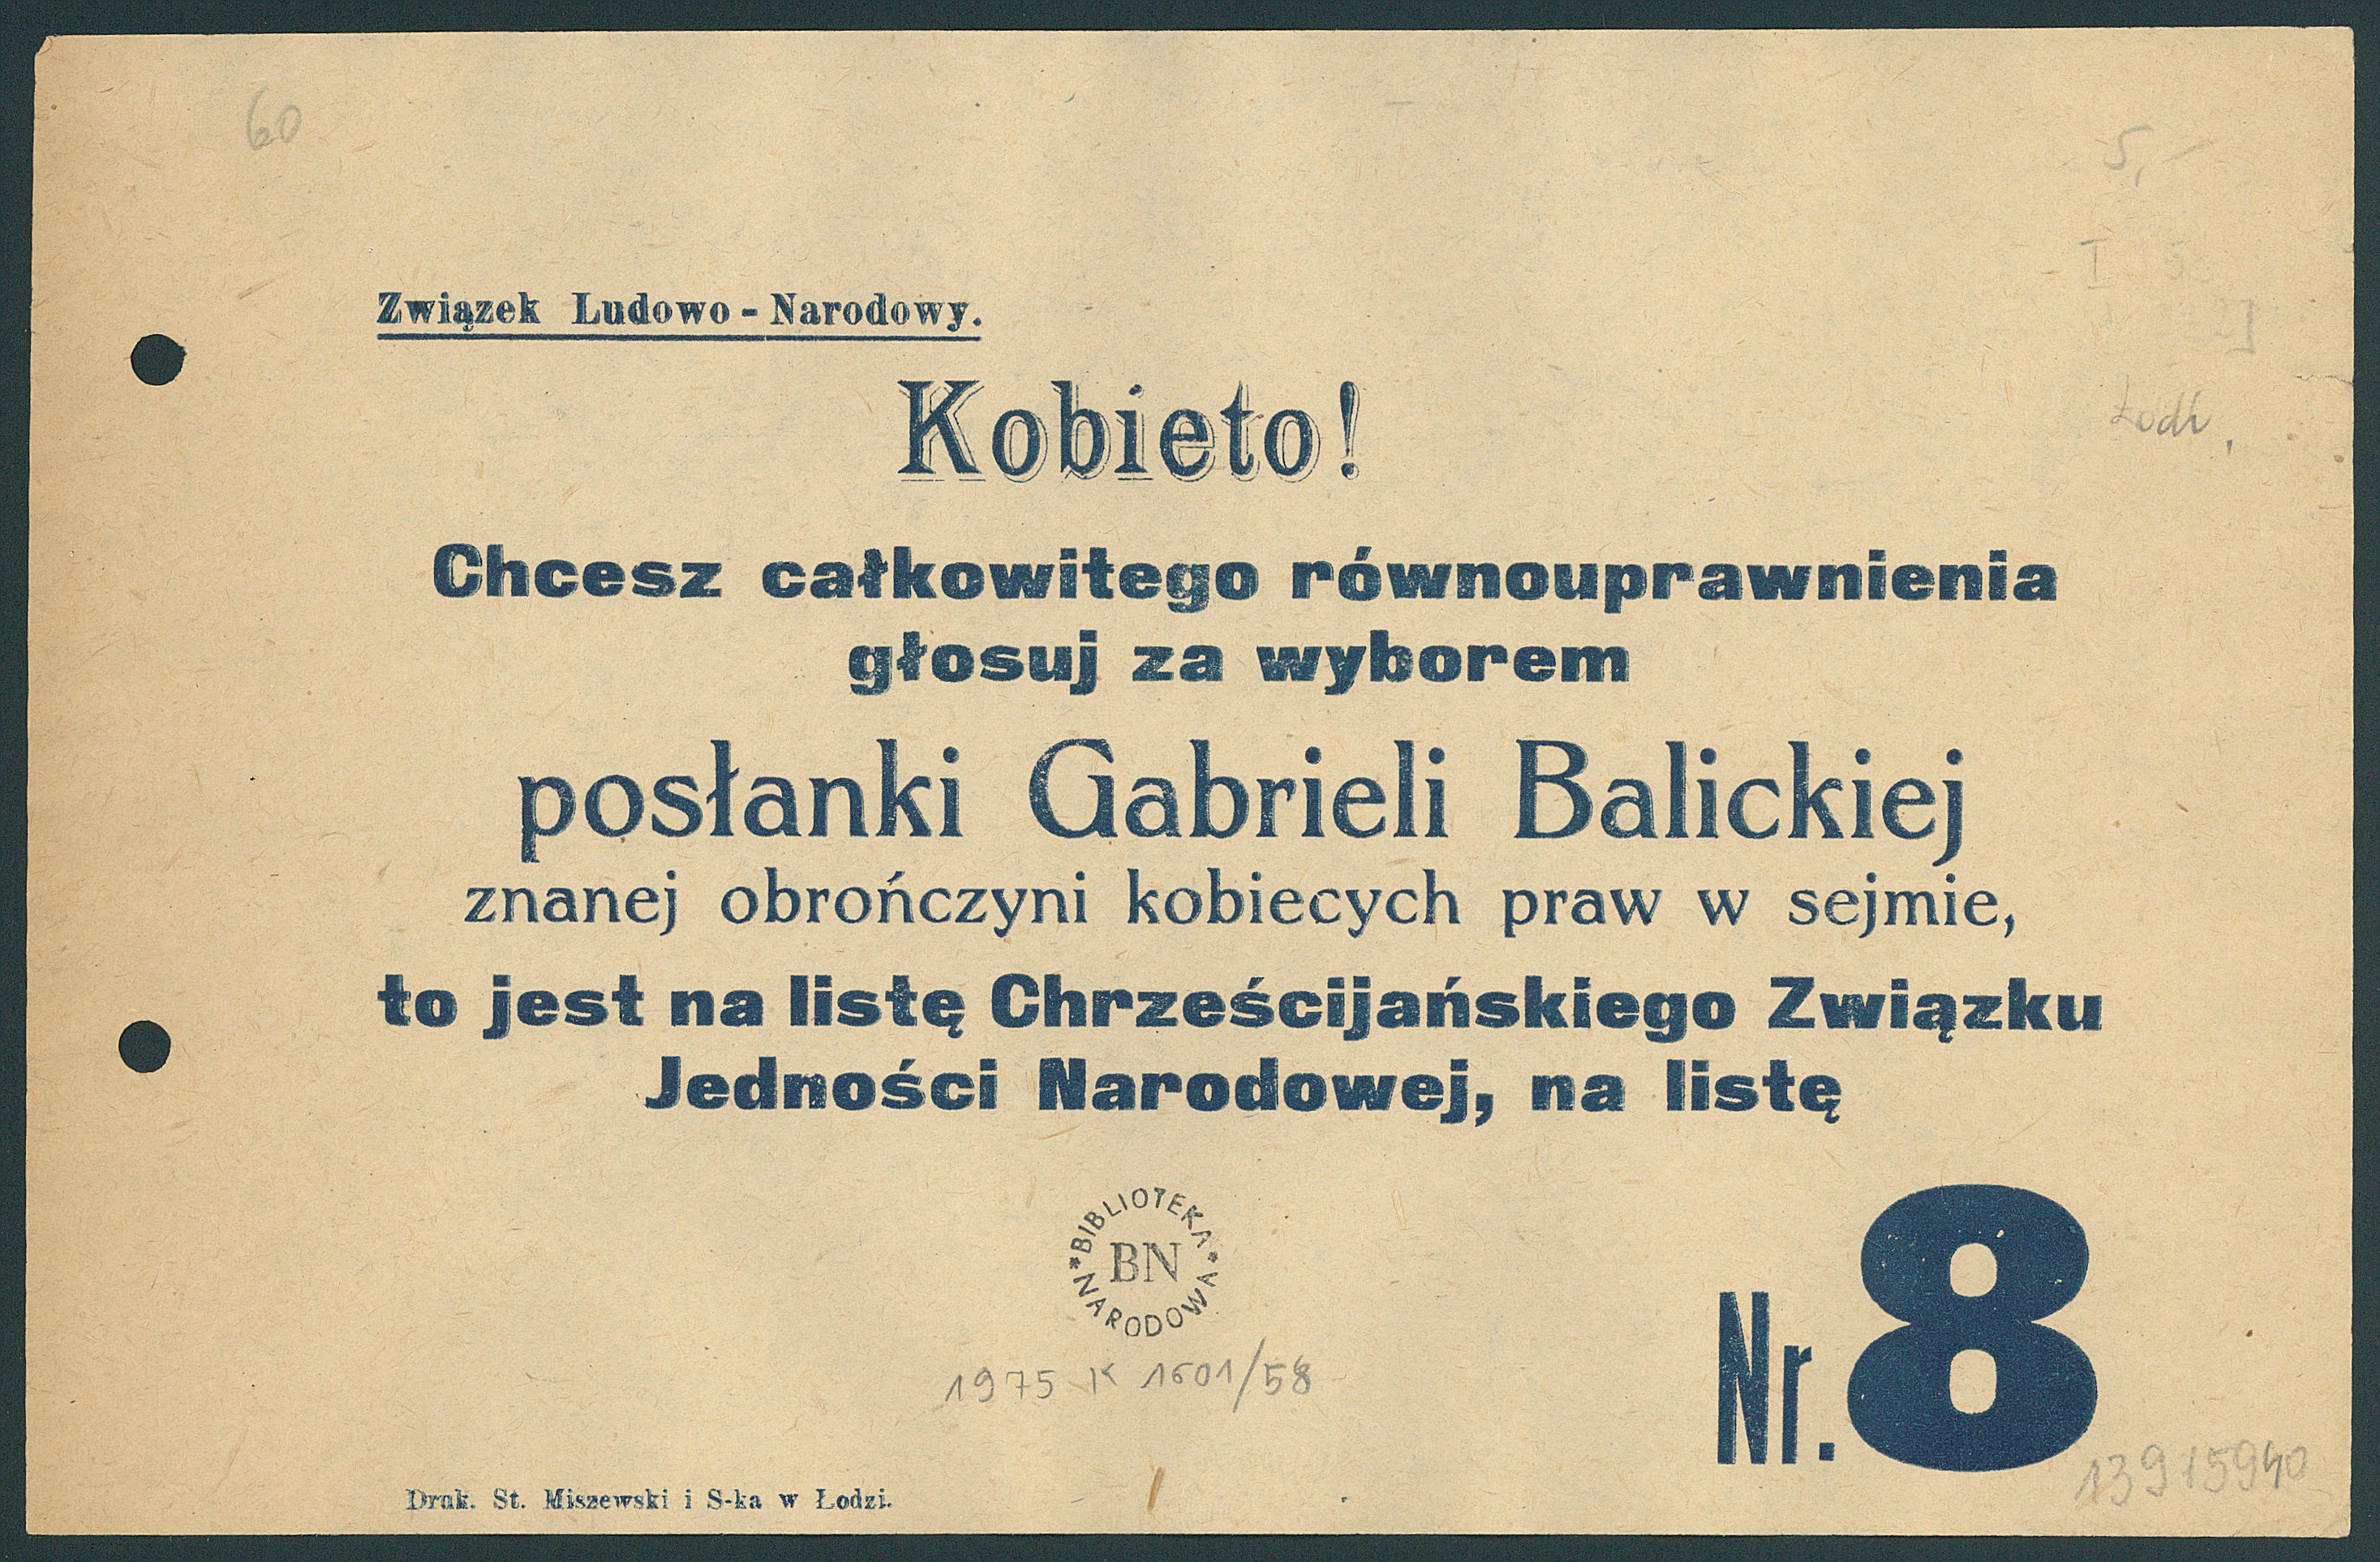 60
5,-
Związek Ludowo-Narodowy.
Kobieto!
Łódź,
Chcesz całkowitego równouprawnienia
głosuj za wyborem
posłanki Gabrieli Balickiej
znanej obrończyni kobiecych praw w sejmie,
to jest na listę Chrześcijańskiego Związku
Jedności Narodowej, na listę
Nr. 8
*BIBLIOTEKA*
BN
NARODOWA
1975 K 1601/58
13915940
Druk. St. Miszewski i S-ka w Łodzi.